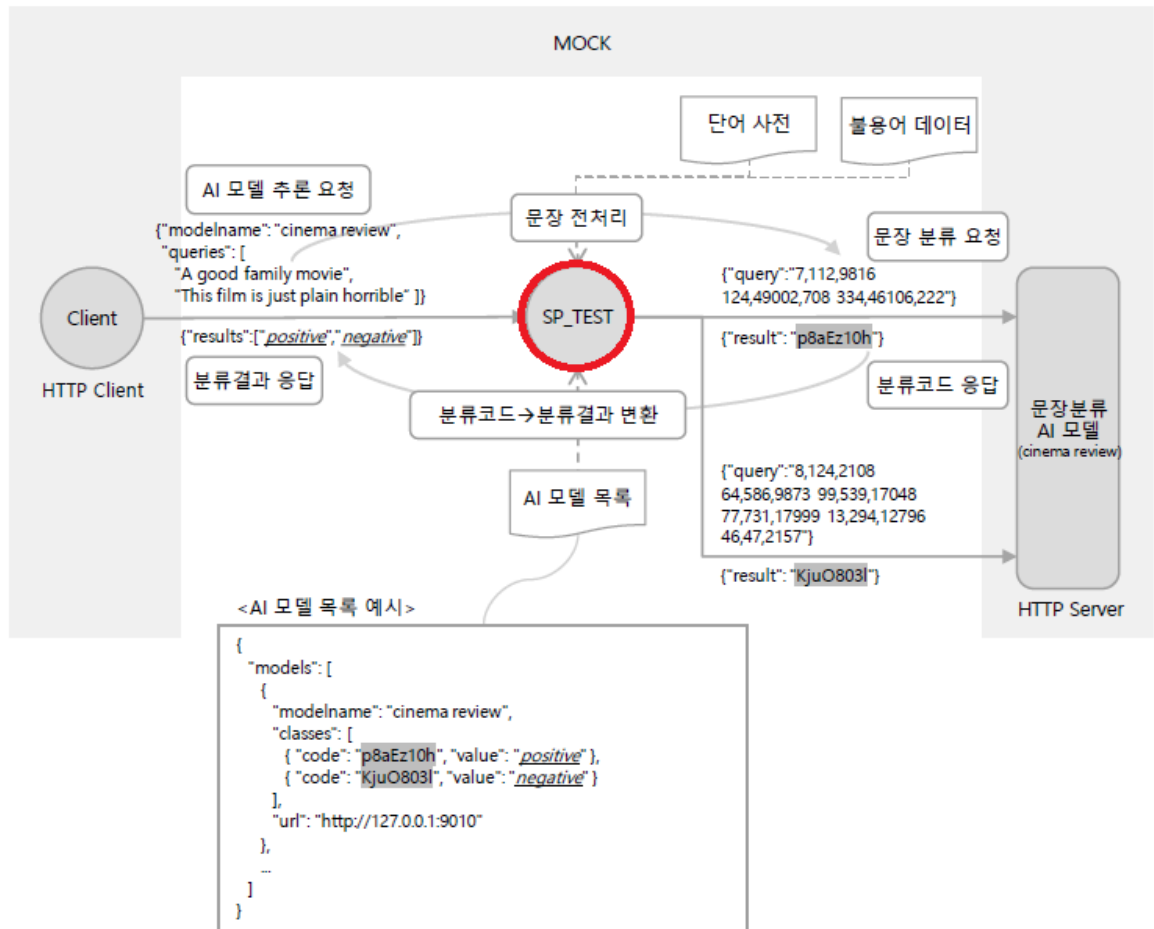 MOCK
단어 사전
불용어 데이터
AI 모델 추론 요청
문장 전처리
문장 분류 요청
{"modelname": "cinema review",
"queries": [
"A good family movie",
"This film is just plain horrible" ]}
{"query":"7,112,9816
124,49002,708 334,46106,222"}
Client
SP_TEST
{"results":["positive","negative"]}
{"result": "p8aEz10h"}
HTTP Client
분류결과 응답
분류코드 응답
분류코드→분류결과 변환
문장분류
AI 모델
(cinema review)
AI 모델 목록
{"query":"8,124,2108
64,586,9873 99,539,17048
77,731,17999 13,294,12796
46,47,2157"}
{"result": "KjuO803l"}
HTTP Server
<AI 모델 목록 예시>
{
"models": [
{
"modelname": "cinema review",
"classes": [
{ "code": "p8aEz10h", "value": "positive" },
{ "code": "KjuO803l", "value": "negative" }
],
"url": "http://127.0.0.1:9010"
},
...
]
}